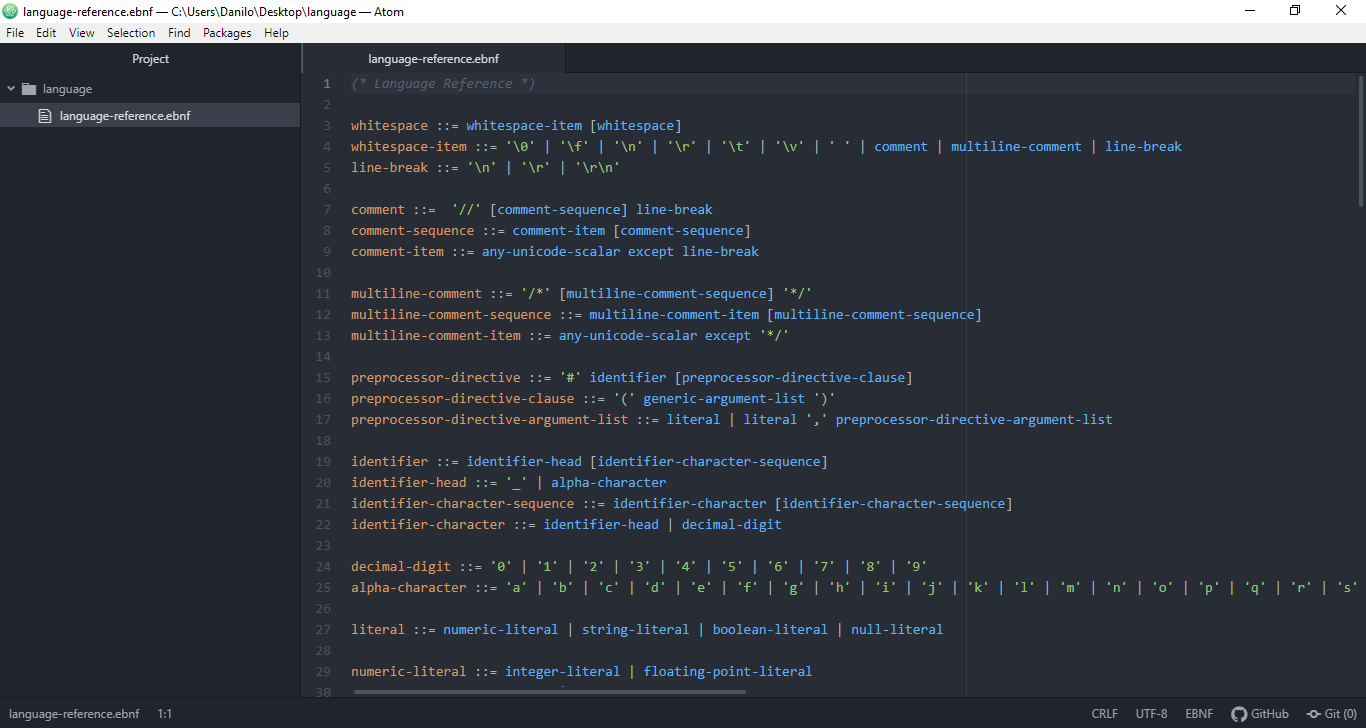 language-reference.ebnf — C:\Users\Danilo\Desktop\language — Atom
File Edit View Selection Find Packages Help
Project
language
language-reference.ebnf
language-reference.ebnf
1 (* Language Reference *)
2
3 whitespace ::= whitespace-item [whitespace]
4 whitespace-item ::= '\0' | '\f' | '\n' | '\r' | '\t' | '\v' | ' ' | comment | multiline-comment | line-break
5 line-break ::= '\n' | '\r' | '\r\n'
6
7 comment ::=  '//' [comment-sequence] line-break
8 comment-sequence ::= comment-item [comment-sequence]
9 comment-item ::= any-unicode-scalar except line-break
10
11 multiline-comment ::= '/*' [multiline-comment-sequence] '*/'
12 multiline-comment-sequence ::= multiline-comment-item [multiline-comment-sequence]
13 multiline-comment-item ::= any-unicode-scalar except '*/'
14
15 preprocessor-directive ::= '#' identifier [preprocessor-directive-clause]
16 preprocessor-directive-clause ::= '(' generic-argument-list ')'
17 preprocessor-directive-argument-list ::= literal | literal ',' preprocessor-directive-argument-list
18
19 identifier ::= identifier-head [identifier-character-sequence]
20 identifier-head ::= '_' | alpha-character
21 identifier-character-sequence ::= identifier-character [identifier-character-sequence]
22 identifier-character ::= identifier-head | decimal-digit
23
24 decimal-digit ::= '0' | '1' | '2' | '3' | '4' | '5' | '6' | '7' | '8' | '9'
25 alpha-character ::= 'a' | 'b' | 'c' | 'd' | 'e' | 'f' | 'g' | 'h' | 'i' | 'j' | 'k' | 'l' | 'm' | 'n' | 'o' | 'p' | 'q' | 'r' | 's'
26
27 literal ::= numeric-literal | string-literal | boolean-literal | null-literal
28
29 numeric-literal ::= integer-literal | floating-point-literal
30
language-reference.ebnf 1:1 CRLF UTF-8 EBNF GitHub Git (0)